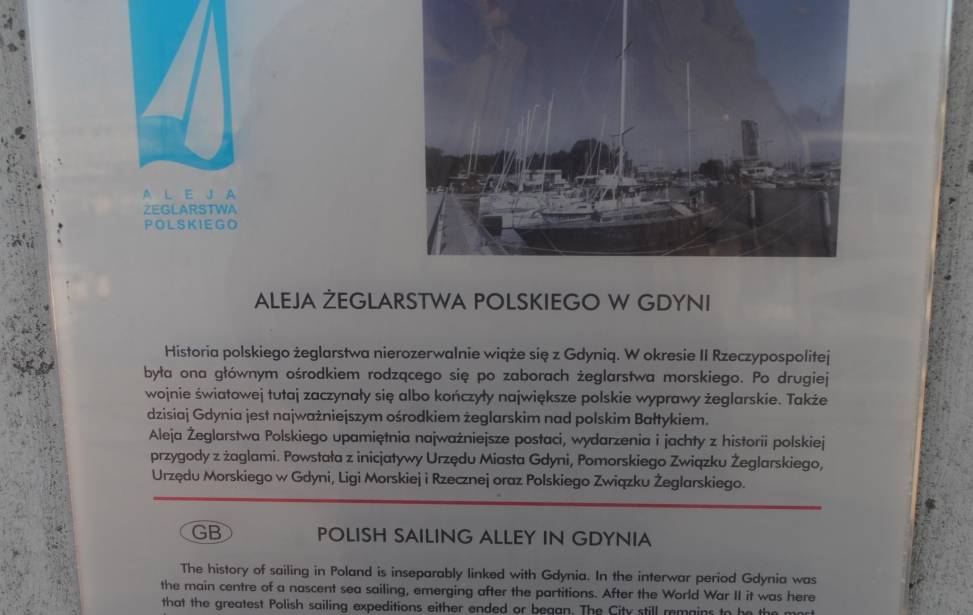 ALEJA
ŻEGLARSTWA
POLSKIEGO
ALEJA ŻEGLARSTWA POLSKIEGO W GDYNI
Historia polskiego żeglarstwa nierozerwalnie wiąże się z Gdynią. W okresie II Rzeczypospolitej
była ona głównym ośrodkiem rodzącego się po zaborach żeglarstwa morskiego. Po drugiej
wojnie światowej tutaj zaczynały się albo kończyły największe polskie wyprawy żeglarskie. Także
dzisiaj Gdynia jest najważniejszym ośrodkiem żeglarskim nad polskim Bałtykiem.
Aleja Żeglarstwa Polskiego upamiętnia najważniejsze postaci, wydarzenia i jachty z historii polskiej
przygody z żaglami. Powstała z inicjatywy Urzędu Miasta Gdyni, Pomorskiego Związku Żeglarskiego,
Urzędu Morskiego w Gdyni, Ligi Morskiej i Rzecznej oraz Polskiego Związku Żeglarskiego.
GB
POLISH SAILING ALLEY IN GDYNIA
The history of sailing in Poland is inseparably linked with Gdynia. In the interwar period Gdynia was
the main centre of a nascent sea sailing, emerging after the partitions. After the World War II it was here
that the greatest Polish sailing expeditions either ended or began. The City still remains to be the most